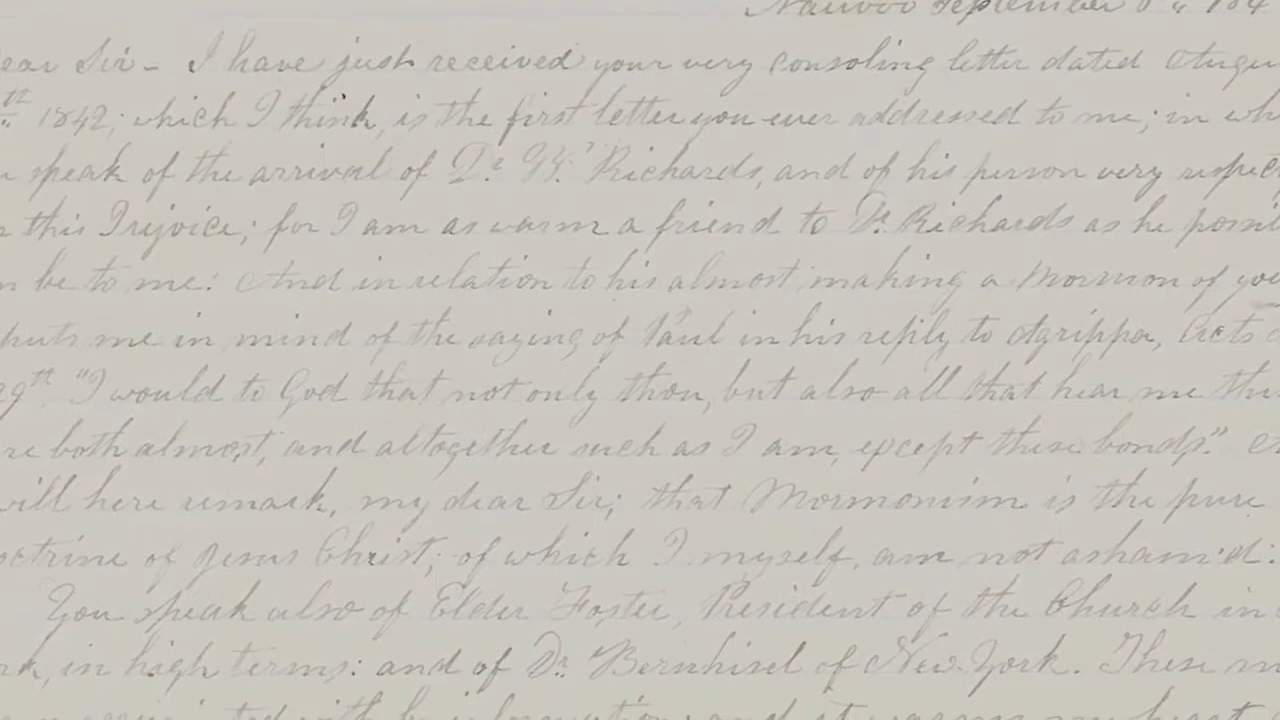 Nauvoo September 8
ear Sir - I have just received your very consoling letter dated Augu
th 1842; which I think, is the first letter you ever addressed to me; in wh
speak of the arrival of Dr. W. Richards, and of his person very respec
this I rejoice; for I am as warm a friend to Dr. Richards as he possi
n be to me: And in relation to his almost making a Mormon of you
puts me in mind of the saying of Paul in his reply to Agrippa, Acts
29th "I would to God that not only thou, but also all that hear me thi
re both almost, and altogether such as I am, except these bonds"
will here remark, my dear Sir; that Mormonism is the pure
octrine of Jesus Christ; of which I myself am not asham'd:
You speak also of Elder Foster, President of the Church in
rk, in high terms: and of Dr. Bernhisel of New York. These m